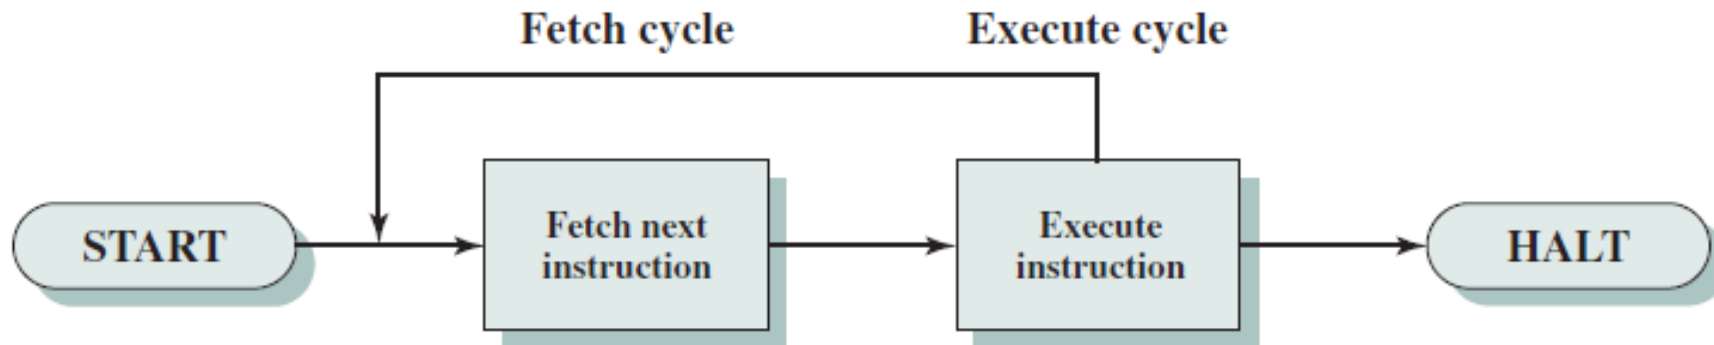 Fetch cycle
Execute cycle
START
Fetch next
instruction
Execute
instruction
HALT